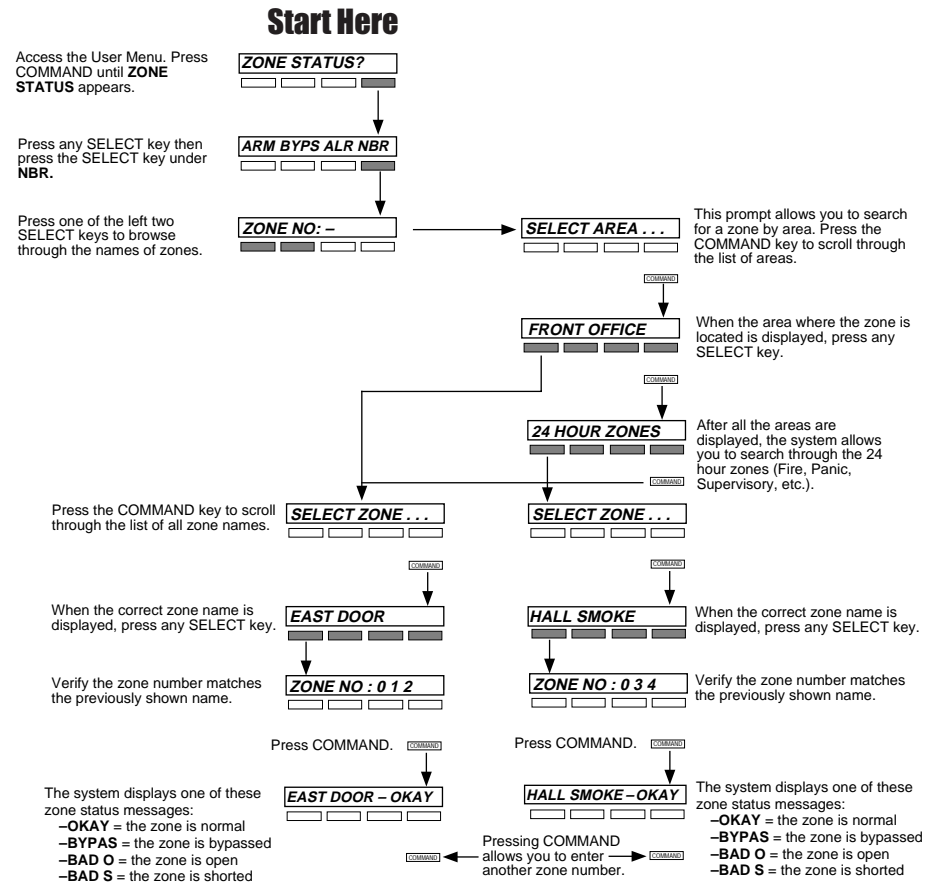 Start Here
Access the User Menu. Press
COMMAND until ZONE
STATUS appears.
ZONE STATUS?
Press any SELECT key then
press the SELECT key under
NBR.
ARM BYPS ALR NBR
Press one of the left two
SELECT keys to browse
through the names of zones.
ZONE NO: –
SELECT AREA . . .
This prompt allows you to search
for a zone by area. Press the
COMMAND key to scroll through
the list of areas.
COMMAND
FRONT OFFICE
When the area where the zone is
located is displayed, press any
SELECT key.
COMMAND
24 HOUR ZONES
After all the areas are
displayed, the system allows
you to search through the 24
hour zones (Fire, Panic,
Supervisory, etc.).
COMMAND
Press the COMMAND key to scroll
through the list of all zone names.
SELECT ZONE . . .
SELECT ZONE . . .
COMMAND
COMMAND
When the correct zone name is
displayed, press any SELECT key.
EAST DOOR
HALL SMOKE
When the correct zone name is
displayed, press any SELECT key.
Verify the zone number matches
the previously shown name.
ZONE NO : 0 1 2
ZONE NO : 0 3 4
Verify the zone number matches
the previously shown name.
Press COMMAND.
COMMAND
Press COMMAND.
COMMAND
The system displays one of these
zone status messages:
–OKAY = the zone is normal
–BYPAS = the zone is bypassed
–BAD O = the zone is open
–BAD S = the zone is shorted
EAST DOOR – OKAY
HALL SMOKE – OKAY
The system displays one of these
zone status messages:
–OKAY = the zone is normal
–BYPAS = the zone is bypassed
–BAD O = the zone is open
–BAD S = the zone is shorted
COMMAND
Pressing COMMAND
allows you to enter
another zone number.
COMMAND